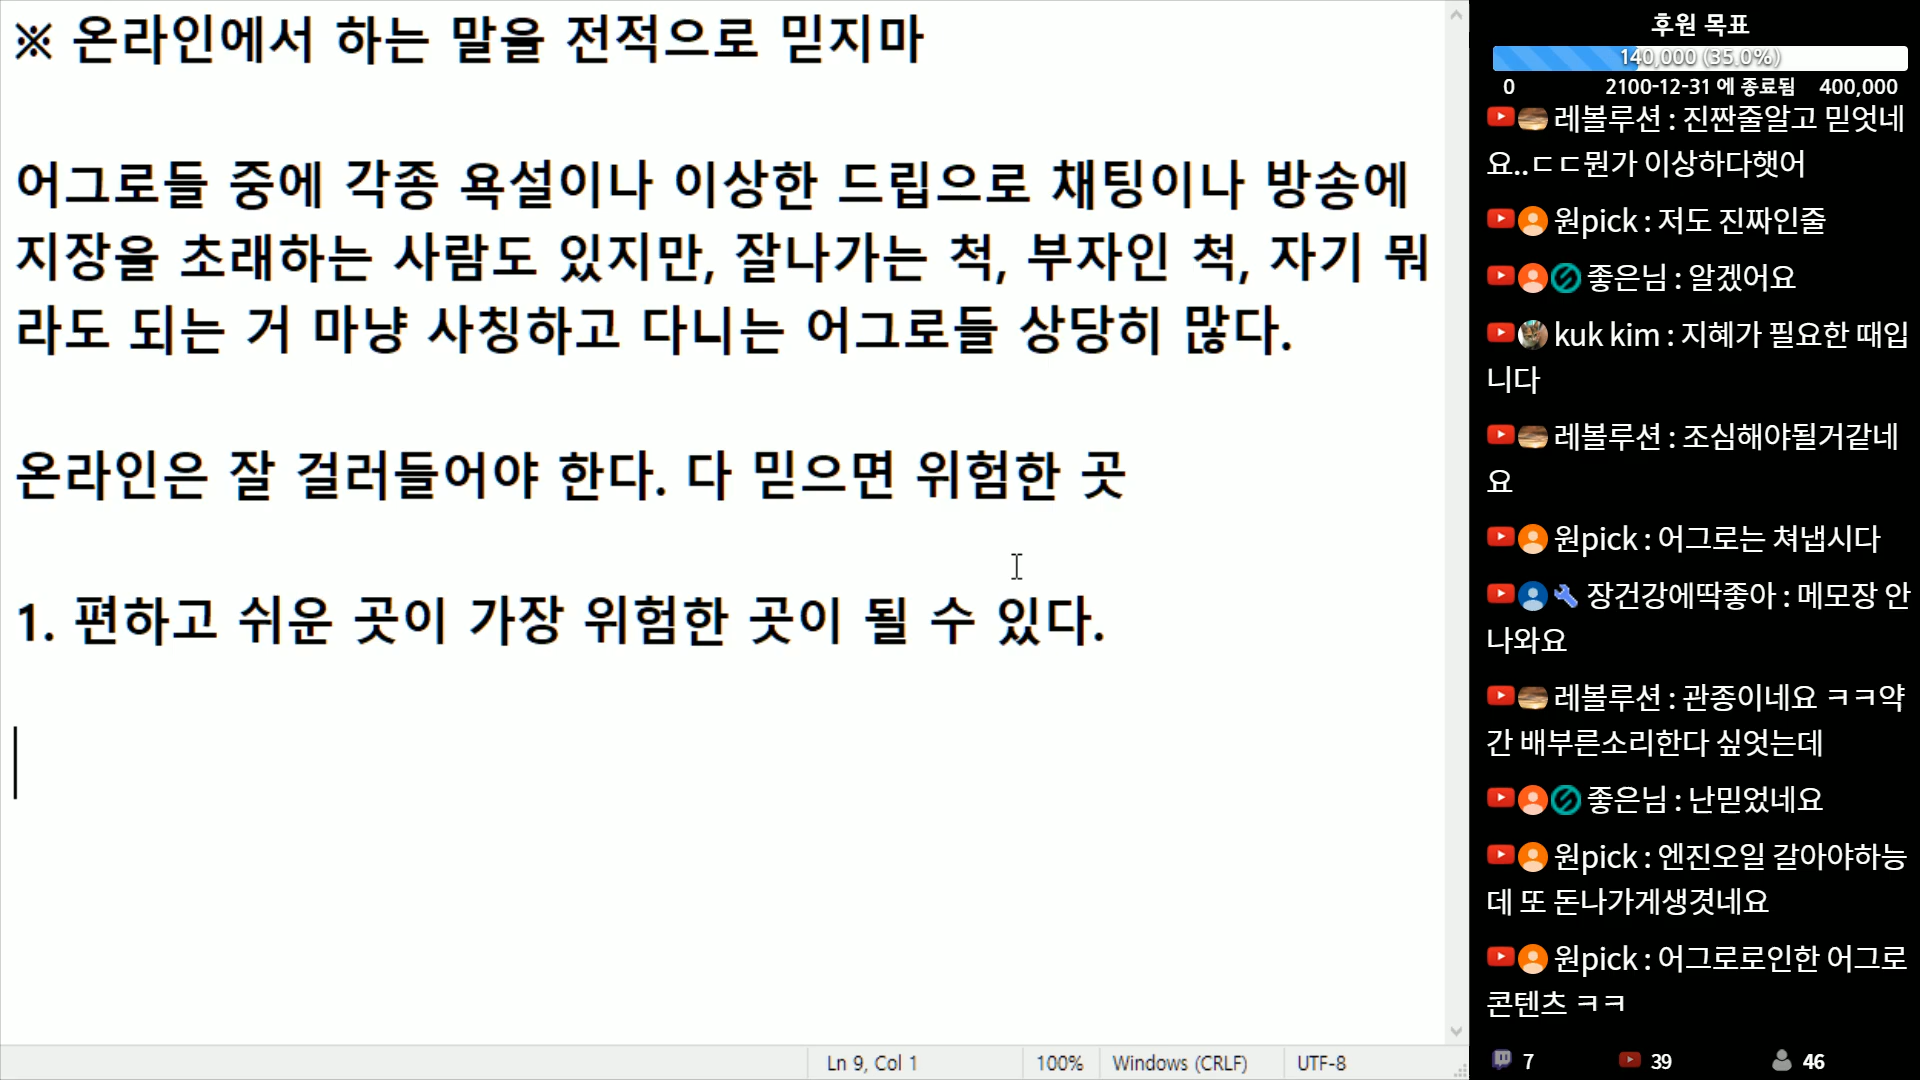 ※ 온라인에서 하는 말을 전적으로 믿지마
어그로들 중에 각종 욕설이나 이상한 드립으로 채팅이나 방송에
지장을 초래하는 사람도 있지만, 잘나가는 척, 부자인 척, 자기 뭐
라도 되는 거 마냥 사칭하고 다니는 어그로들 상당히 많다.
온라인은 잘 걸러들어야 한다. 다 믿으면 위험한 곳
1. 편하고 쉬운 곳이 가장 위험한 곳이 될 수 있다.
Ln 9, Col 1
100%
Windows (CRLF)
UTF-8
후원 목표
140,000 (35.0%)
0 2100-12-31 에 종료됨 400,000
레볼루션 : 진짠줄알고 믿엇네
요..ㄷㄷ뭔가 이상하다햇어
원pick : 저도 진짜인줄
좋은님 : 알겠어요
kuk kim : 지혜가 필요한 때입
니다
레볼루션 : 조심해야될거같네
요
원pick : 어그로는 쳐냅시다
장건강에딱좋아 : 메모장 안
나와요
레볼루션 : 관종이네요 ㅋㅋ약
간 배부른소리한다 싶엇는데
좋은님 : 난믿었네요
원pick : 엔진오일 갈아야하능
데 또 돈나가게생겻네요
원pick : 어그로로인한 어그로
콘텐츠 ㅋㅋ
7 39 46